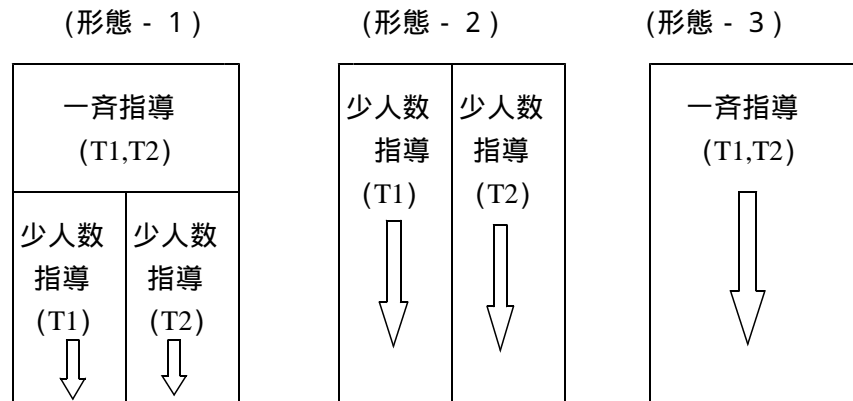 (形態 - 1)
(形態 - 2)
(形態 - 3)
一斉指導
(T1,T2)
少人数
指導
(T1)
少人数
指導
(T2)
少人数
指導
(T1)
少人数
指導
(T2)
一斉指導
(T1,T2)